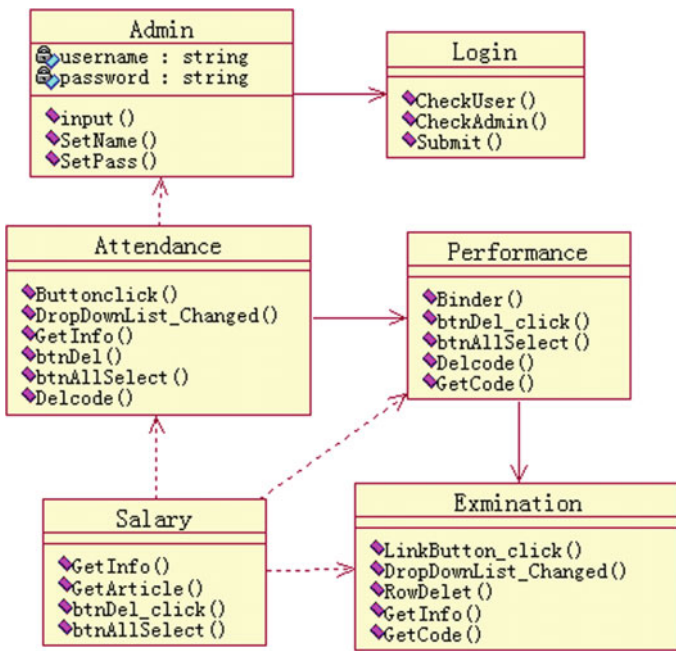 Admin
username : string
password : string
input()
SetName()
SetPass()
Login
CheckUser()
CheckAdmin()
Submit()
Attendance
Buttonclick()
DropDownList_Changed()
GetInfo()
btnDel()
btnAllSelect()
Delcode()
Performance
Binder()
btnDel_click()
btnAllSelect()
Delcode()
GetCode()
Salary
GetInfo()
GetArticle()
btnDel_click()
btnAllSelect()
Exmination
LinkButton_click()
DropDownList_Changed()
RowDelet()
GetInfo()
GetCode()